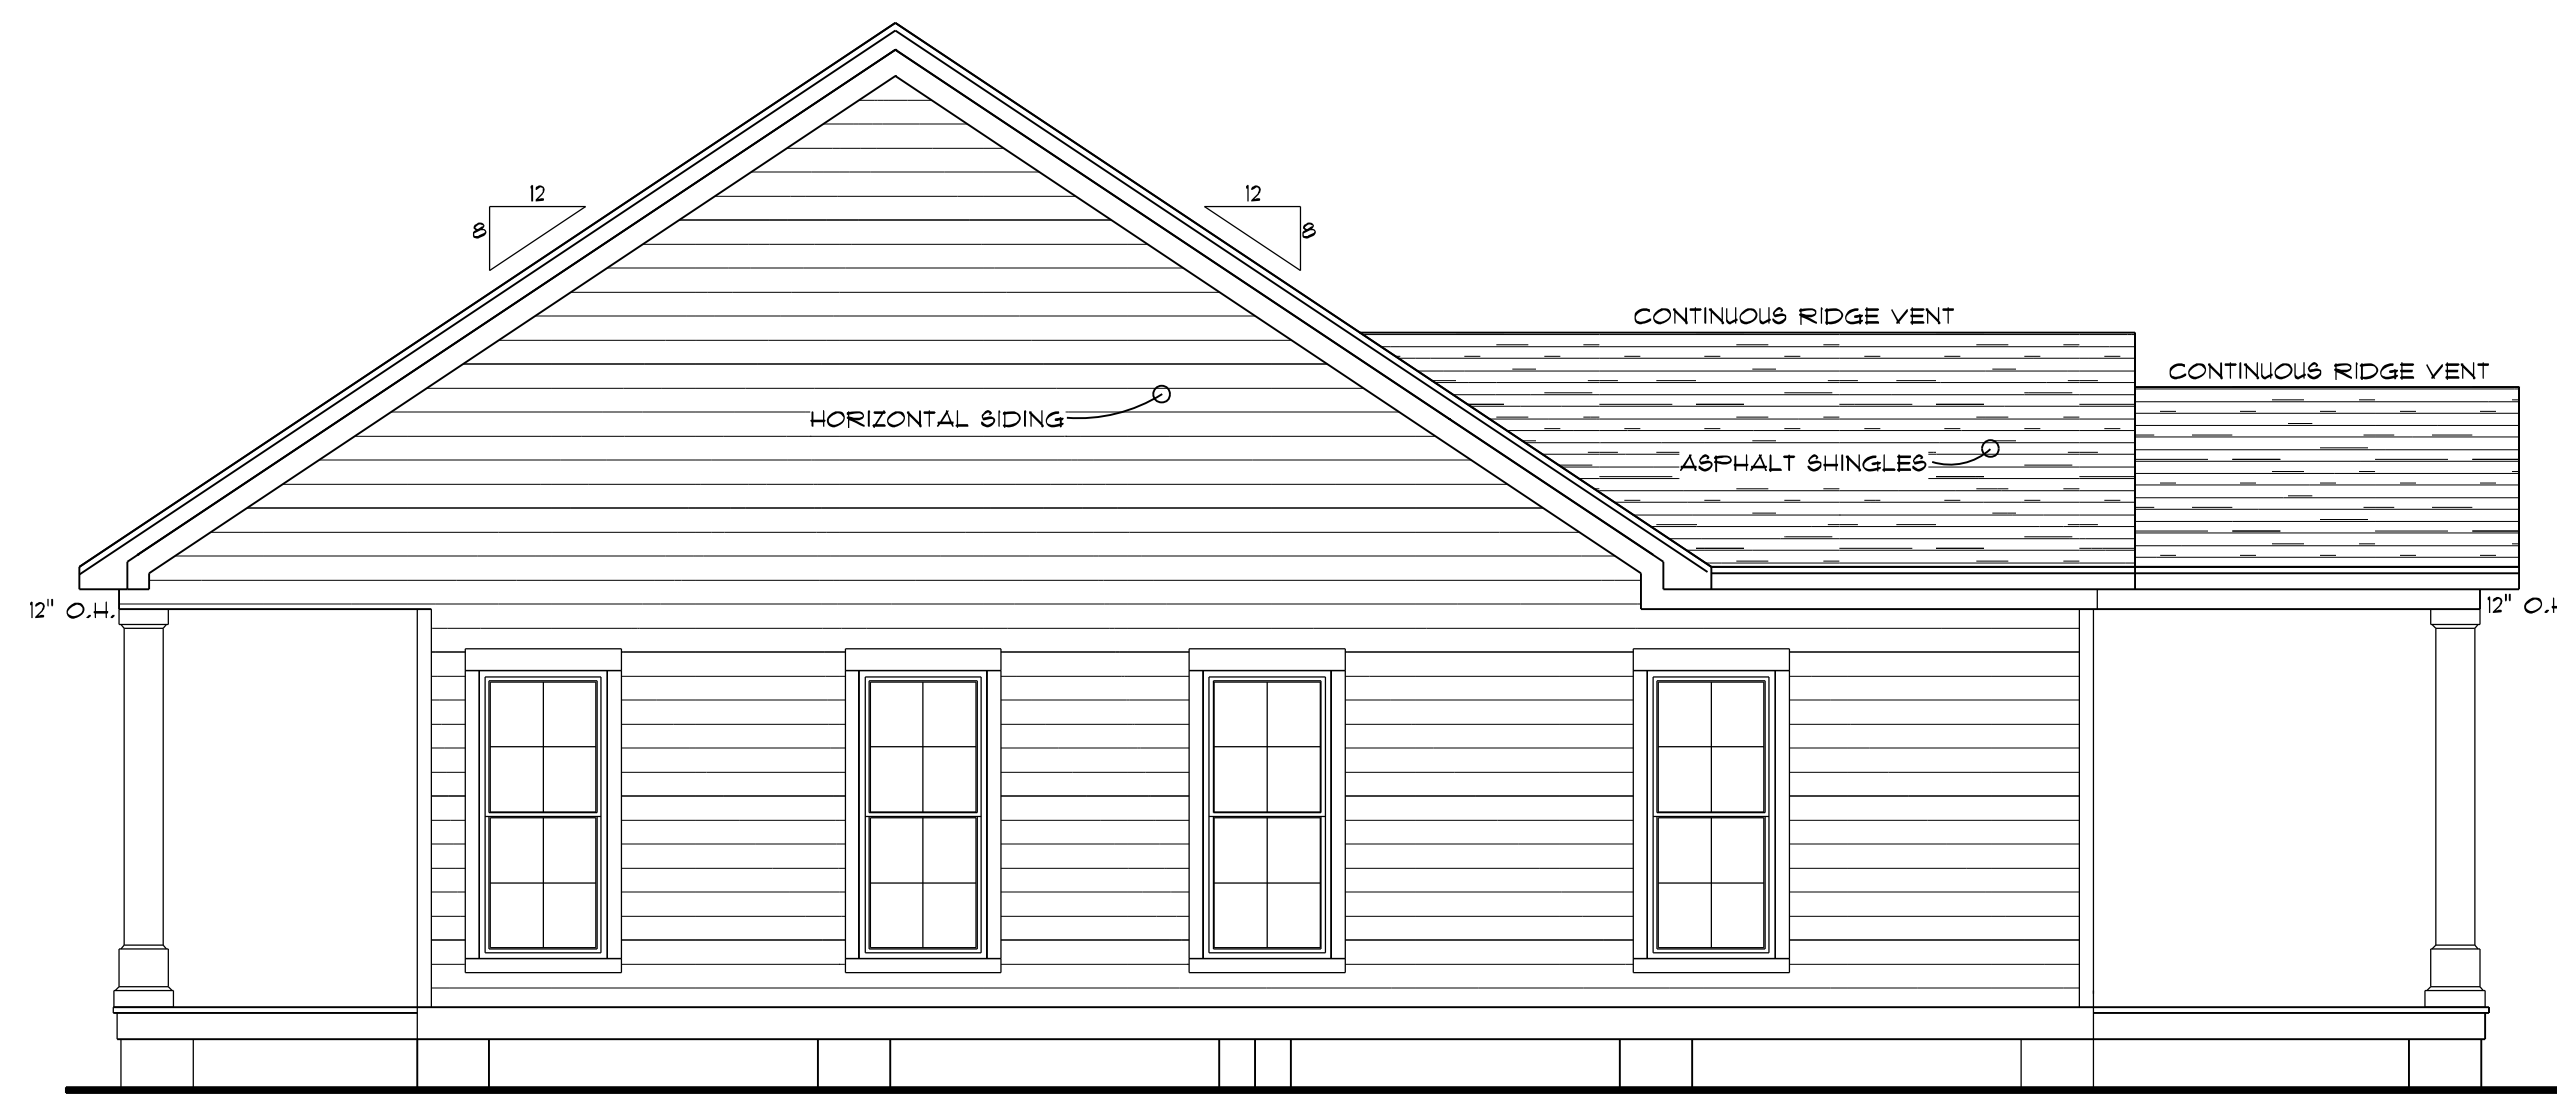 12
8
12
8
CONTINUOUS RIDGE VENT
CONTINUOUS RIDGE VENT
HORIZONTAL SIDING
ASPHALT SHINGLES
12" O.H.
12" O.H